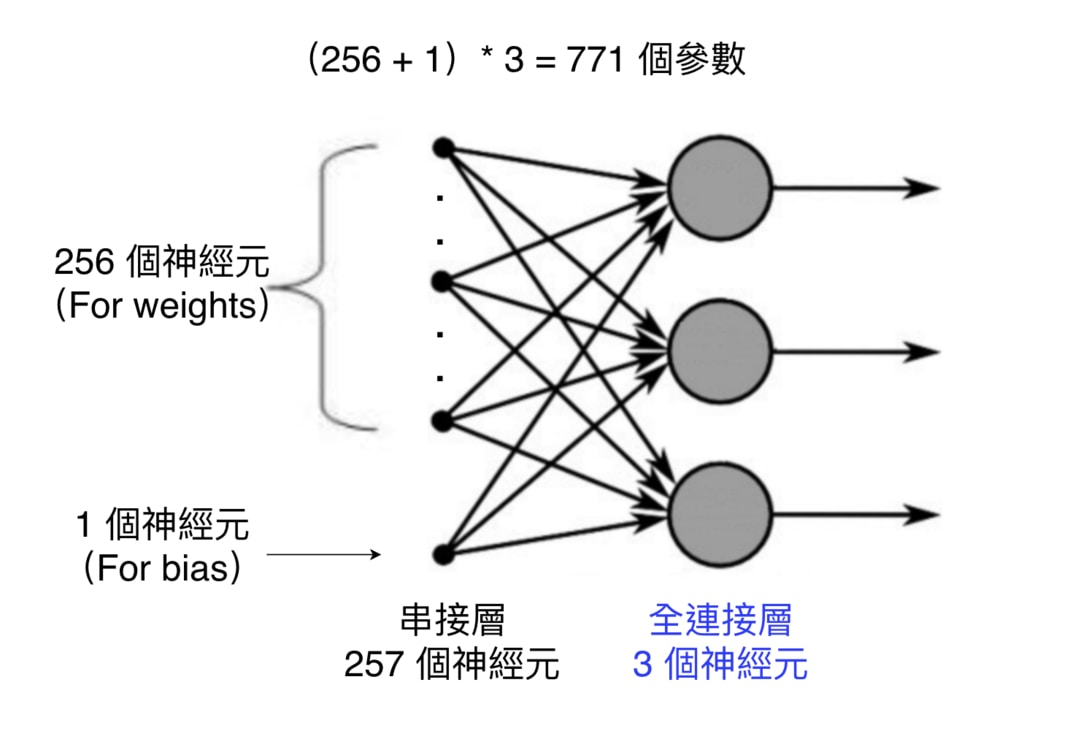 （256 + 1）* 3 = 771 個參數
256 個神經元
（For weights）
1 個神經元
（For bias）
串接層
257 個神經元
全連接層
3 個神經元